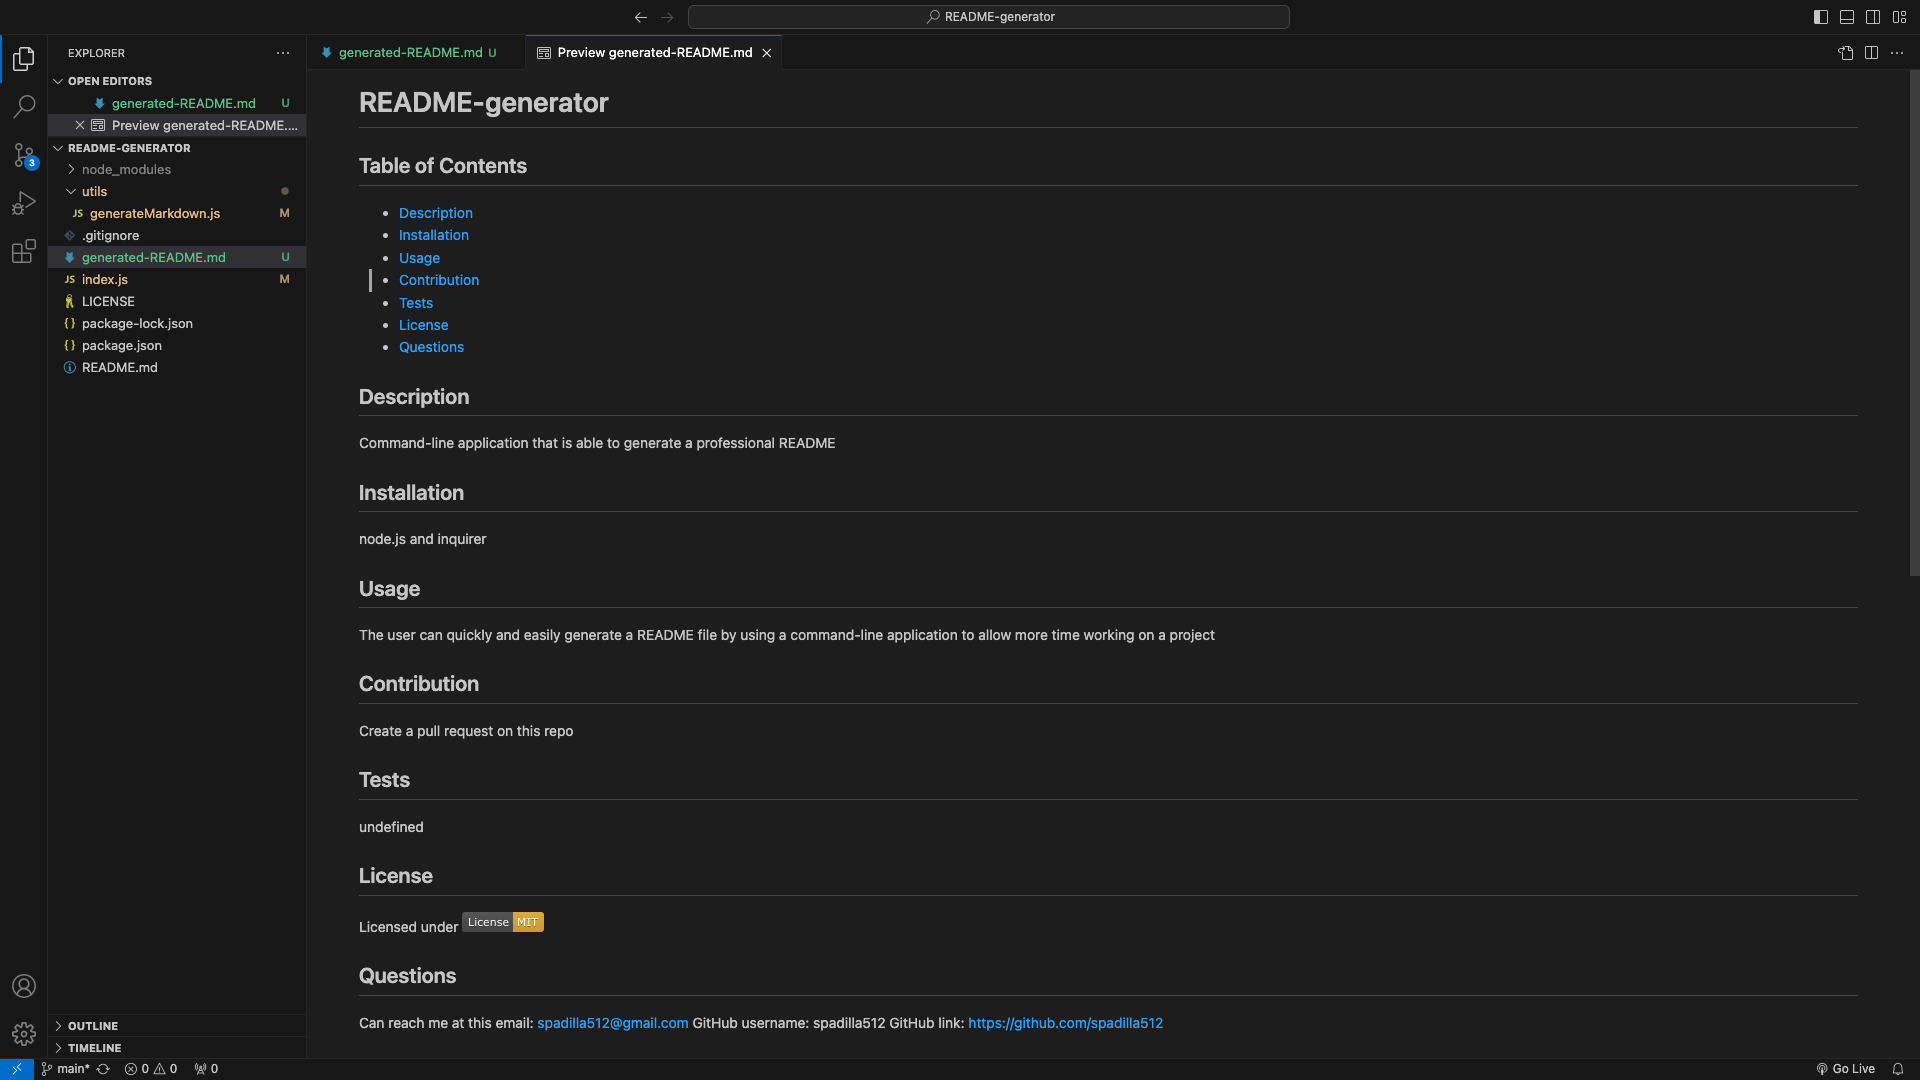 README-generator
EXPLORER
generated-README.md U
Preview generated-README.md
OPEN EDITORS
generated-README.md U
Preview generated-README....
README-GENERATOR
node_modules
utils
JS generateMarkdown.js M
.gitignore
generated-README.md U
JS index.js M
LICENSE
{} package-lock.json
{} package.json
README.md
3
README-generator
Table of Contents
Description
Installation
Usage
Contribution
Tests
License
Questions
Description
Command-line application that is able to generate a professional README
Installation
node.js and inquirer
Usage
The user can quickly and easily generate a README file by using a command-line application to allow more time working on a project
Contribution
Create a pull request on this repo
Tests
undefined
License
Licensed under License MIT
Questions
Can reach me at this email: spadilla512@gmail.com GitHub username: spadilla512 GitHub link: https://github.com/spadilla512
OUTLINE
TIMELINE
main* 0 0 0 Go Live